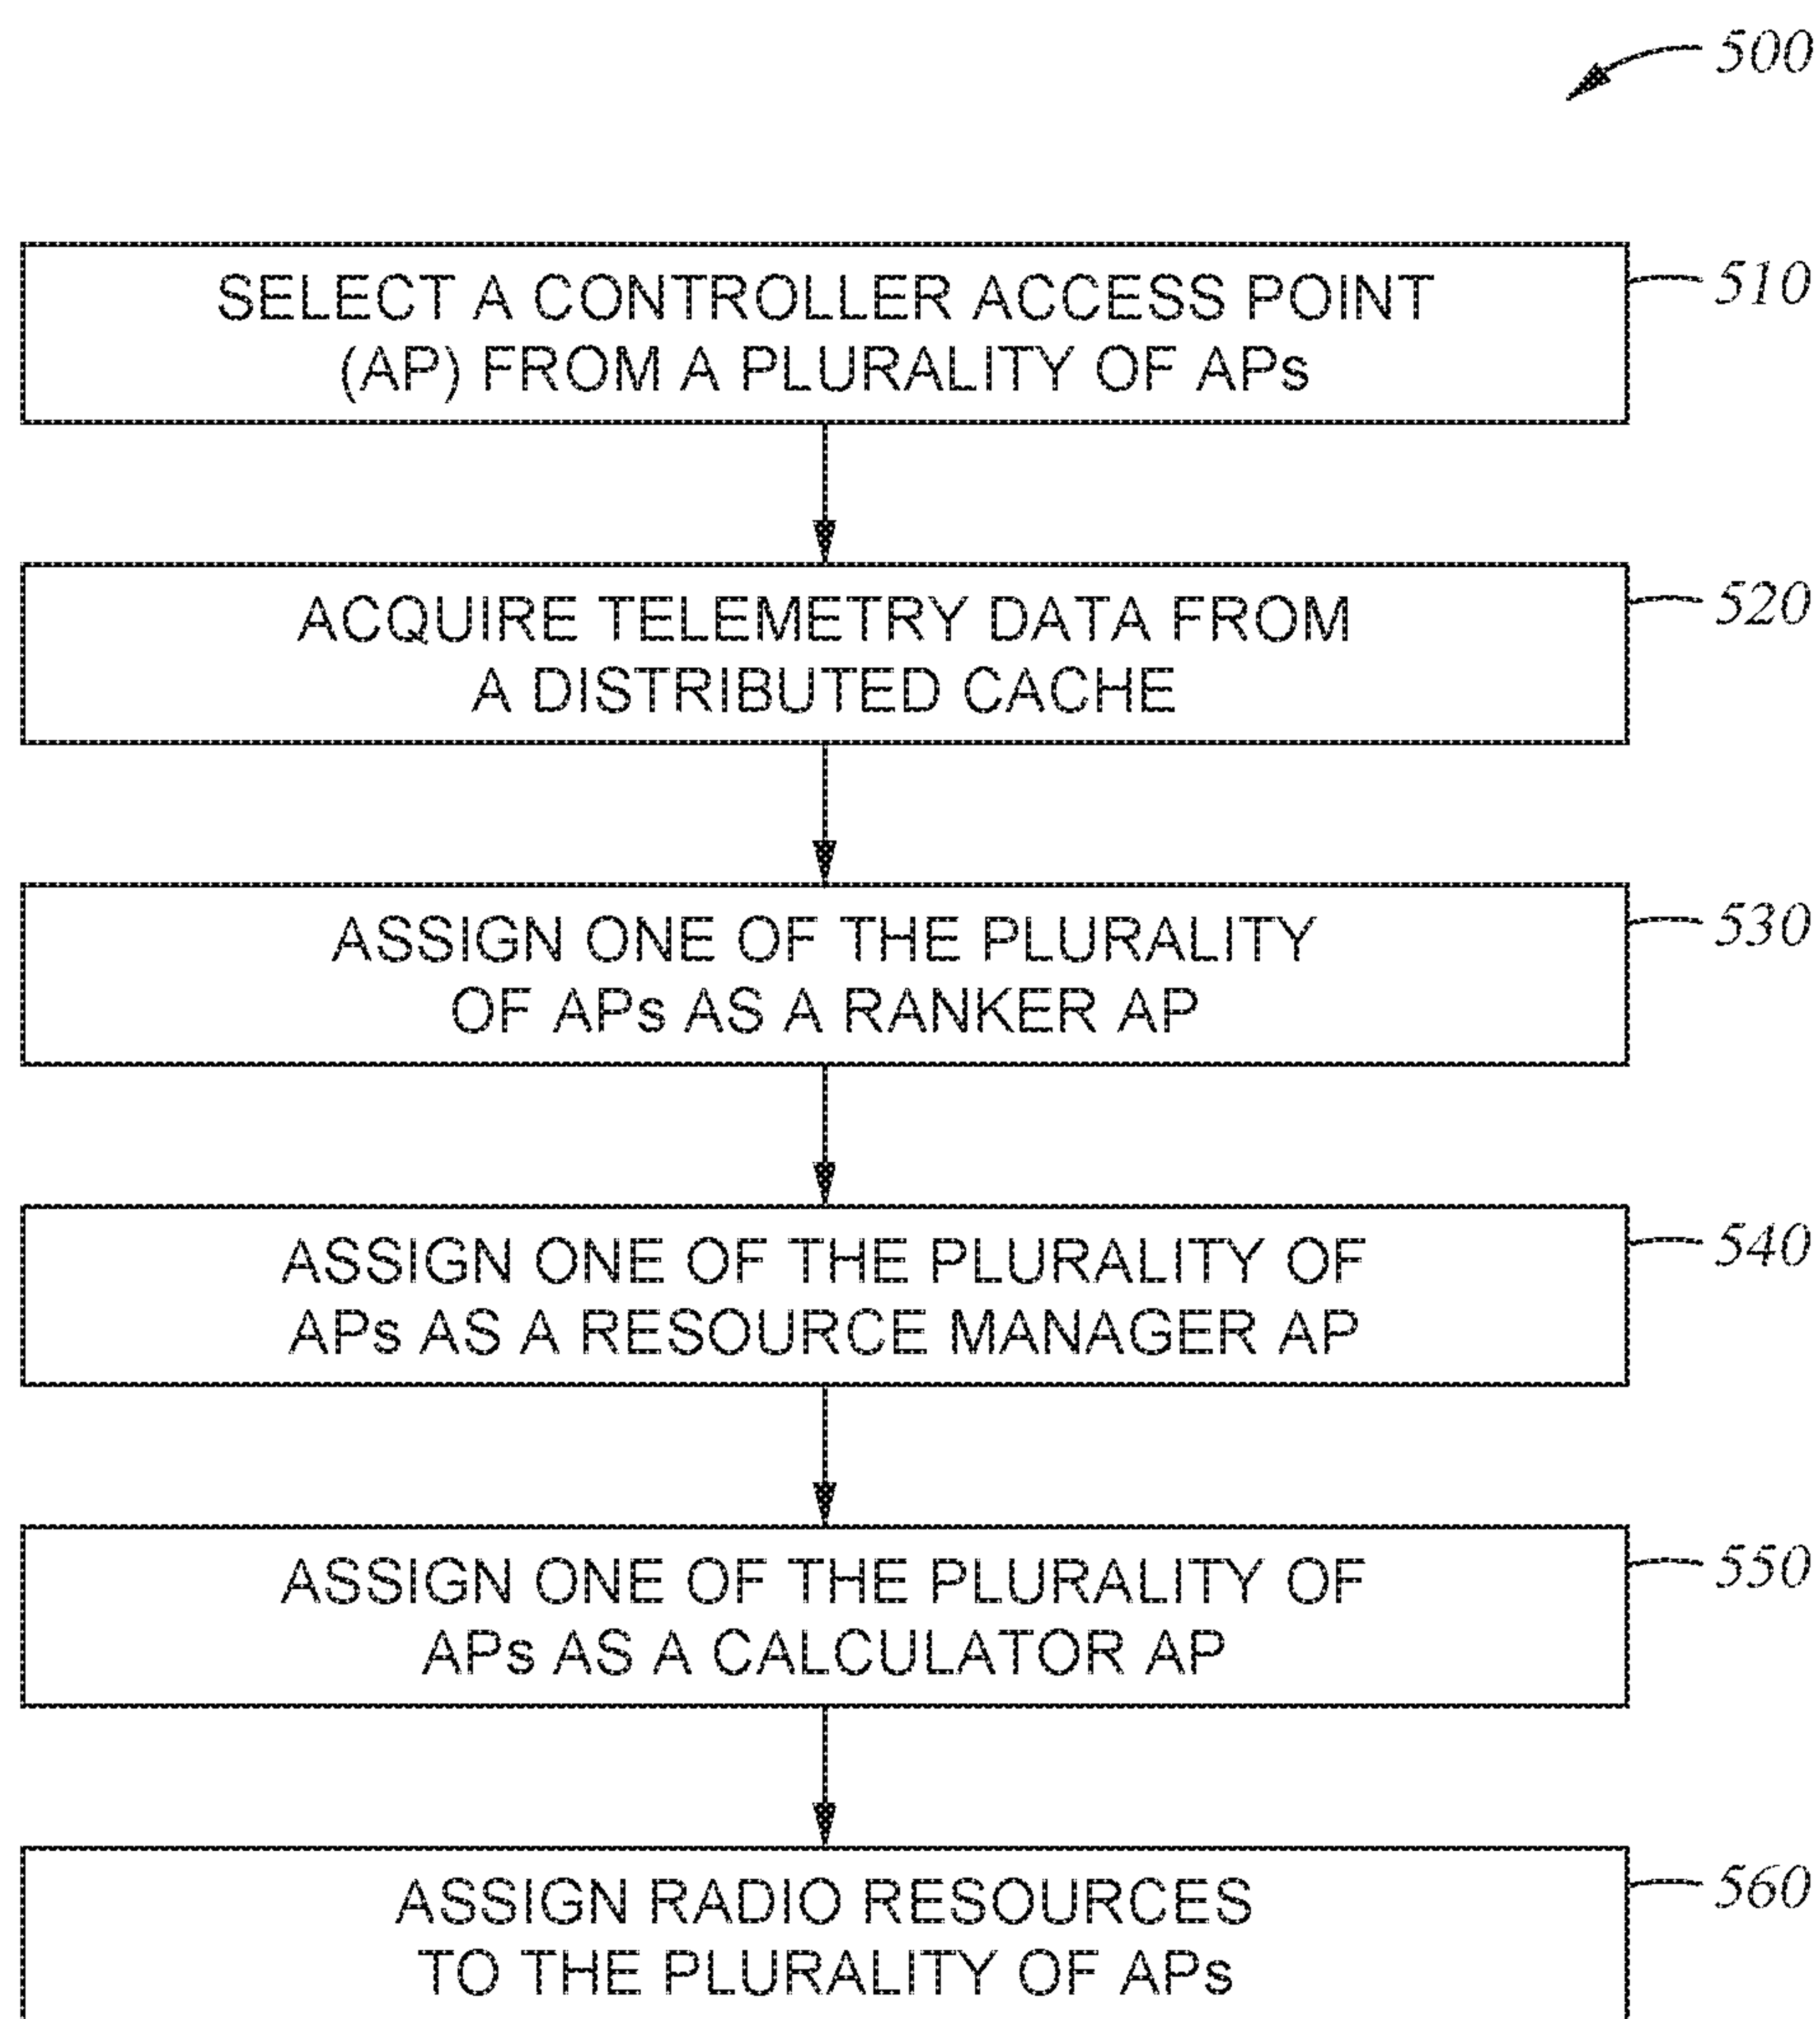 500
SELECT A CONTROLLER ACCESS POINT
(AP) FROM A PLURALITY OF APs
510
ACQUIRE TELEMETRY DATA FROM
A DISTRIBUTED CACHE
520
ASSIGN ONE OF THE PLURALITY
OF APs AS A RANKER AP
530
ASSIGN ONE OF THE PLURALITY OF
APs AS A RESOURCE MANAGER AP
540
ASSIGN ONE OF THE PLURALITY OF
APs AS A CALCULATOR AP
550
ASSIGN RADIO RESOURCES
TO THE PLURALITY OF APs
560